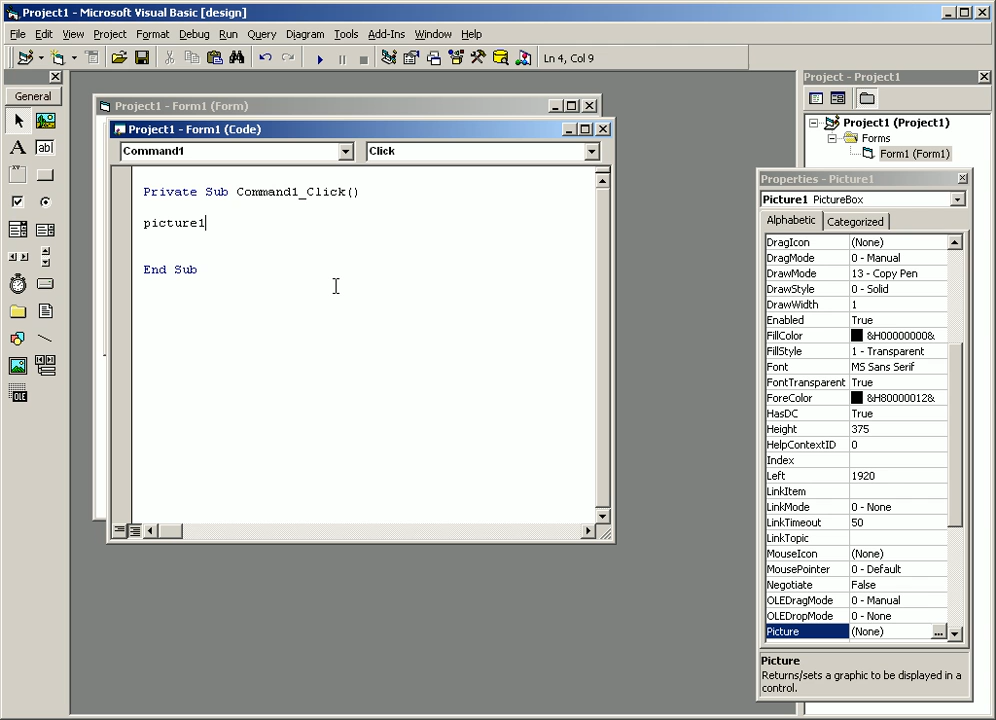 Project1 - Microsoft Visual Basic [design]
File Edit View Project Format Debug Run Query Diagram Tools Add-Ins Window Help
Ln 4, Col 9
General
A
ab|
OLE
Project1 - Form1 (Form)
Project1 - Form1 (Code)
Command1
Click
Private Sub Command1_Click()
picture1
End Sub
Project - Project1
Project1 (Project1)
Forms
Form1 (Form1)
Properties - Picture1
Picture1 PictureBox
Alphabetic Categorized
DragIcon (None)
DragMode 0 - Manual
DrawMode 13 - Copy Pen
DrawStyle 0 - Solid
DrawWidth 1
Enabled True
FillColor &H00000000&
FillStyle 1 - Transparent
Font MS Sans Serif
FontTransparent True
ForeColor &H80000012&
HasDC True
Height 375
HelpContextID 0
Index
Left 1920
LinkItem
LinkMode 0 - None
LinkTimeout 50
LinkTopic
MouseIcon (None)
MousePointer 0 - Default
Negotiate False
OLEDragMode 0 - Manual
OLEDropMode 0 - None
Picture (None) ...
Picture
Returns/sets a graphic to be displayed in a
control.